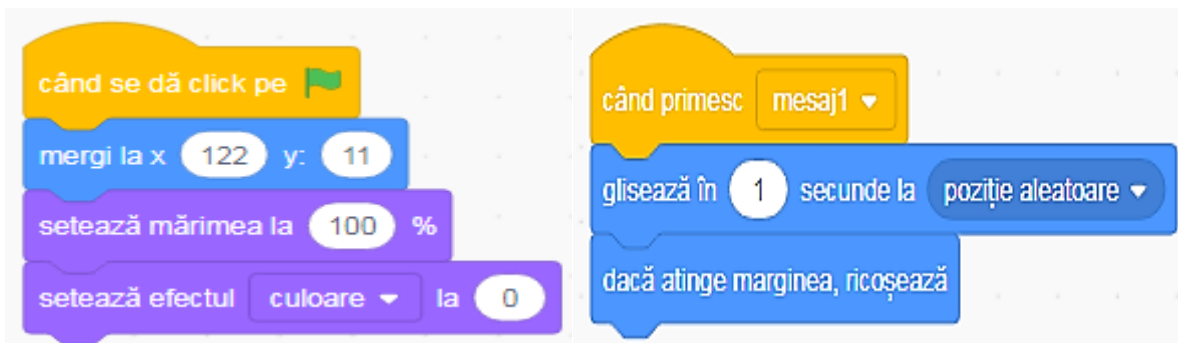 când se dă click pe
mergi la x 122 y: 11
setează mărimea la 100 %
setează efectul culoare la 0
când primesc mesaj1
glisează în 1 secunde la poziție aleatoare
dacă atinge marginea, ricoșează